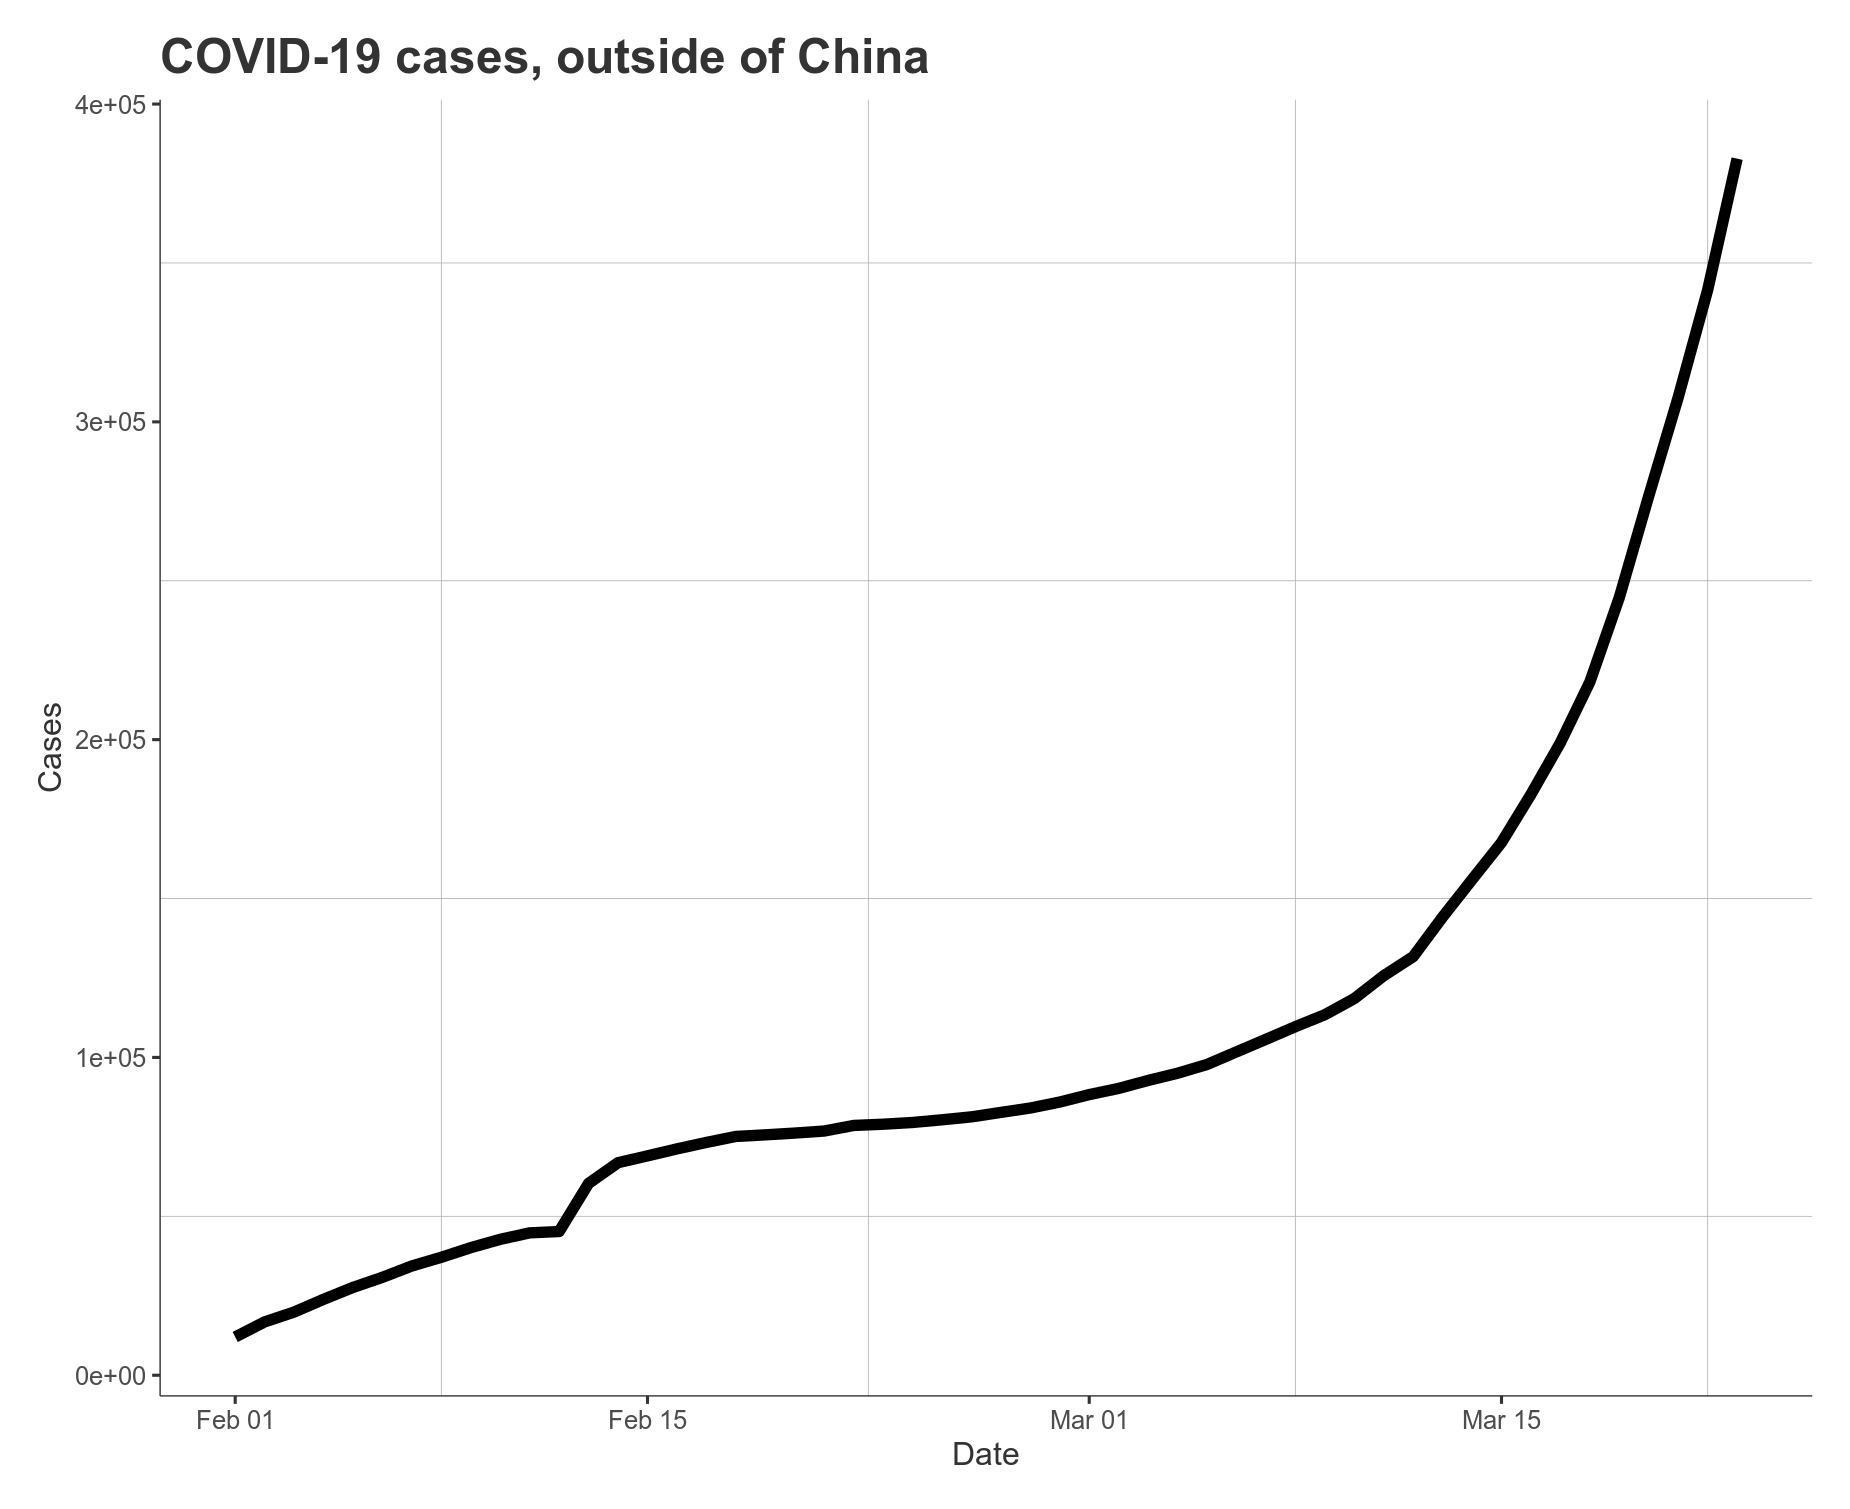 COVID-19 cases, outside of China
4e+05
3e+05
2e+05
1e+05
0e+00
Cases
Feb 01
Feb 15
Mar 01
Mar 15
Date